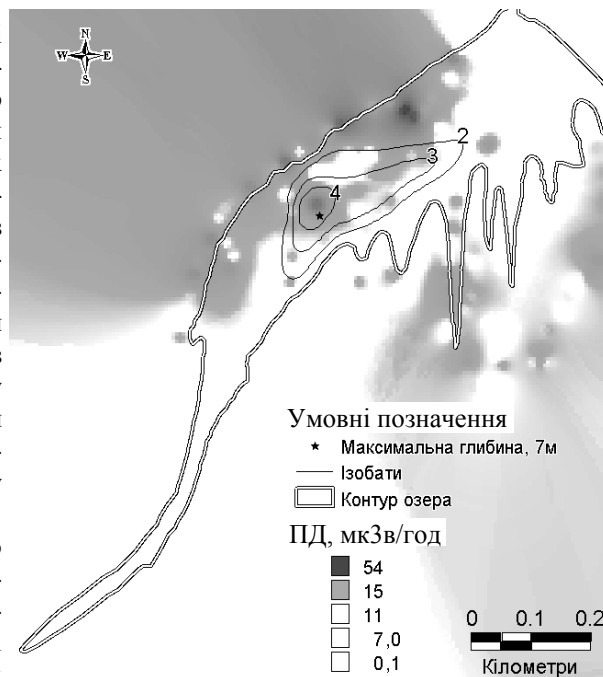 N
W E
S
2
3
4
Умовні позначення
Максимальна глибина, 7м
Ізобати
Контур озера
ПД, мкЗв/год
54
15
11
7,0
0,1
0 0.1 0.2
Кілометри